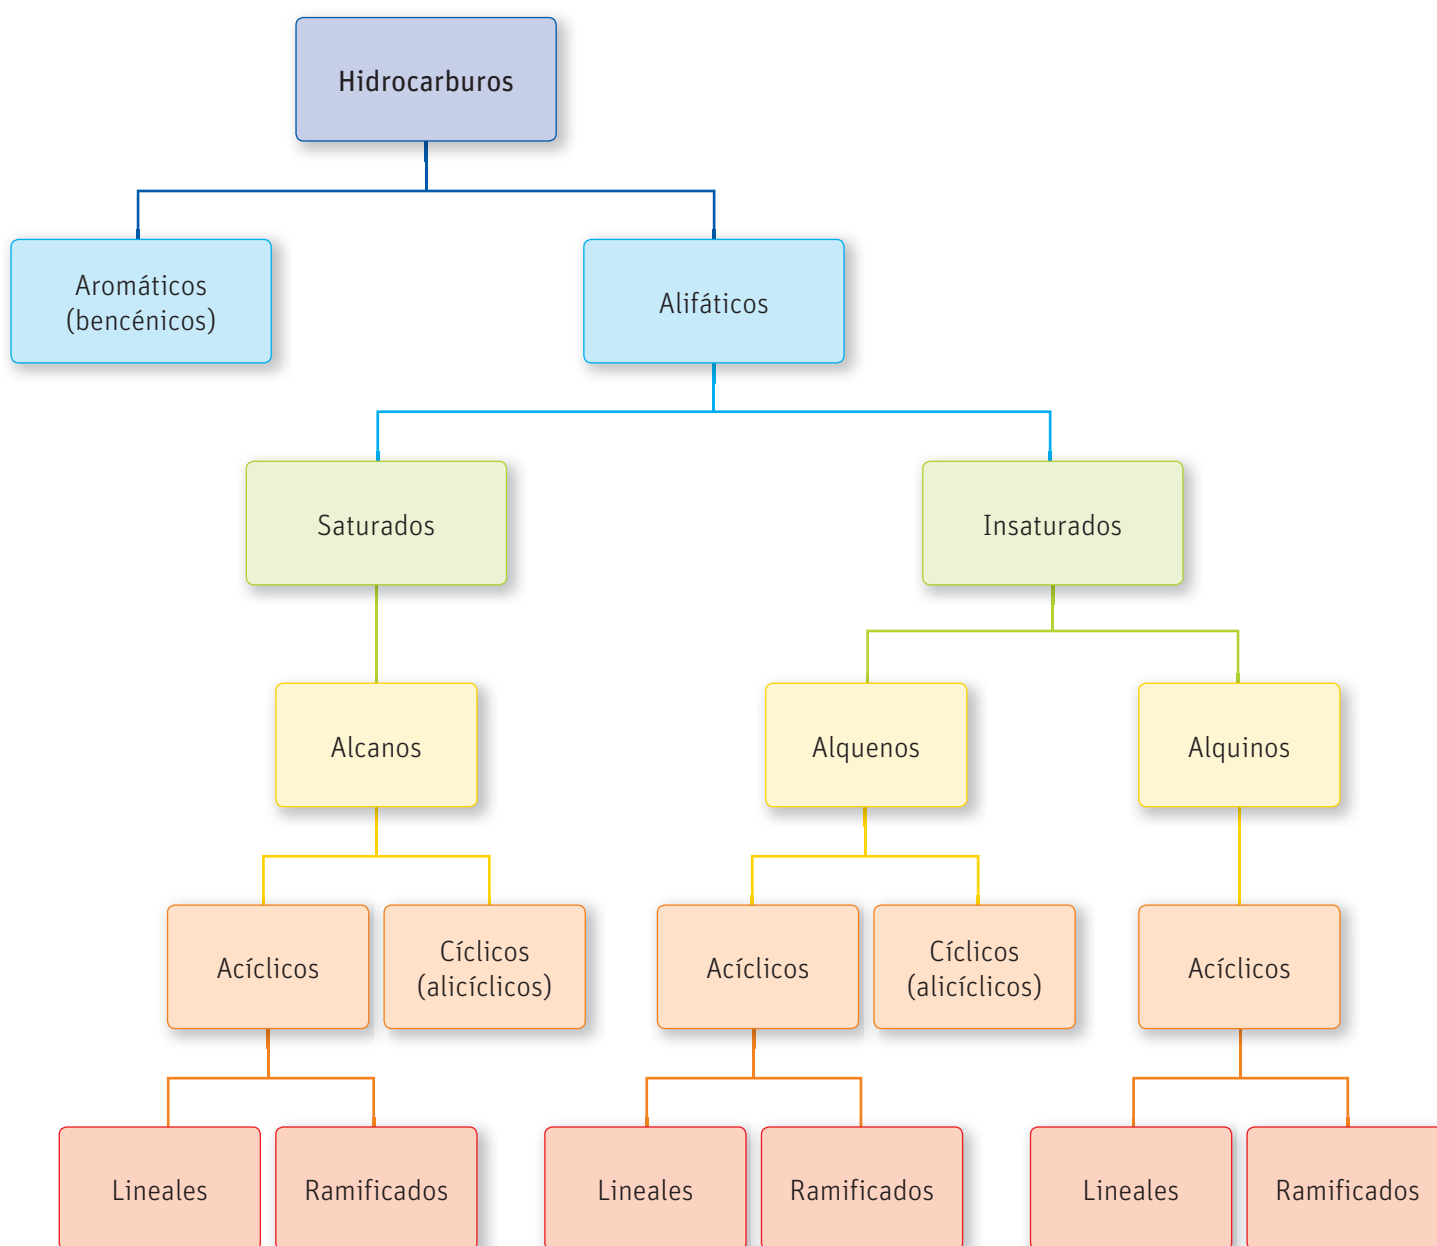 Hidrocarburos
Aromáticos
(bencénicos)
Alifáticos
Saturados
Insaturados
Alcanos
Alquenos
Alquinos
Acíclicos
Cíclicos
(alicíclicos)
Acíclicos
Cíclicos
(alicíclicos)
Acíclicos
Lineales
Ramificados
Lineales
Ramificados
Lineales
Ramificados